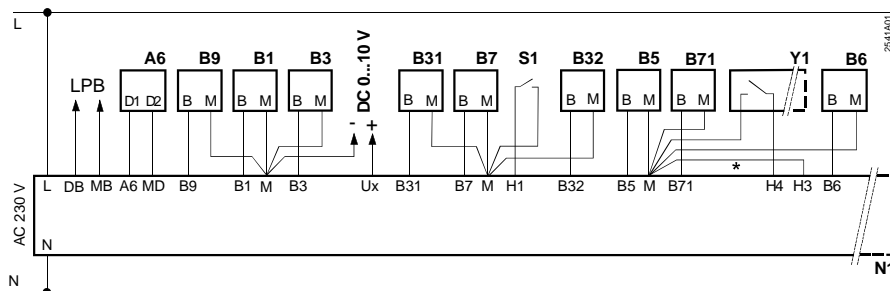 L
2541A01
LPB
A6 B9 B1 B3 DC 0...10 V B31 B7 S1 B32 B5 B71 Y1 B6
D1 D2 B M B M B M - + B M B M B M B M B M B M
*
L DB MB A6 MD B9 B1 M B3 Ux B31 B7 M H1 B32 B5 M B71 H4 H3 B6
AC 230 V
N
N1
N